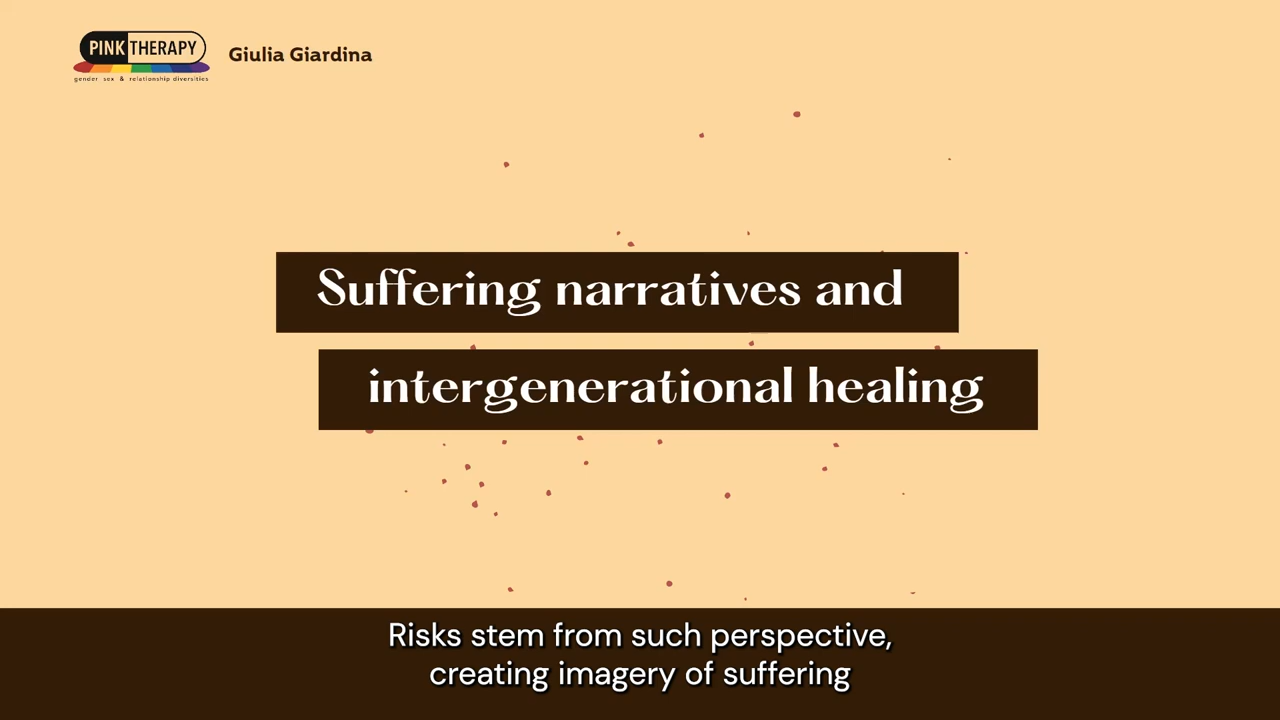 PINK THERAPY
gender sex & relationship diversities
Giulia Giardina
Suffering narratives and
intergenerational healing
Risks stem from such perspective,
creating imagery of suffering